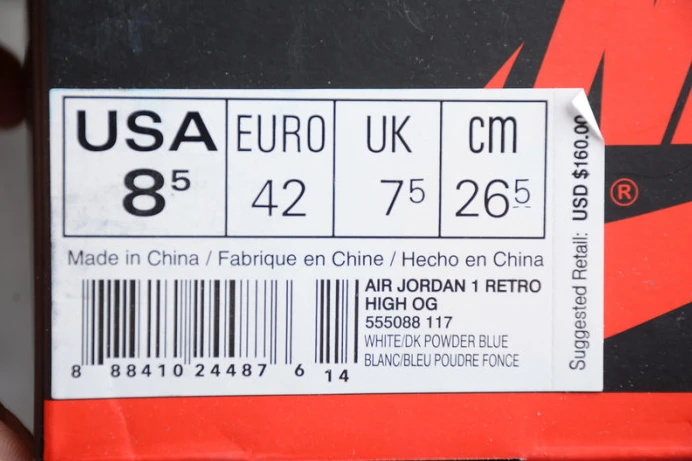 USA EURO UK cm
8⁵ 42 7⁵ 26⁵
Made in China / Fabrique en Chine / Hecho en China
AIR JORDAN 1 RETRO
HIGH OG
555088 117
WHITE/DK POWDER BLUE
BLANC/BLEU POUDRE FONCE
8 88410 24487 6 14
Suggested Retail: USD $160.00
®